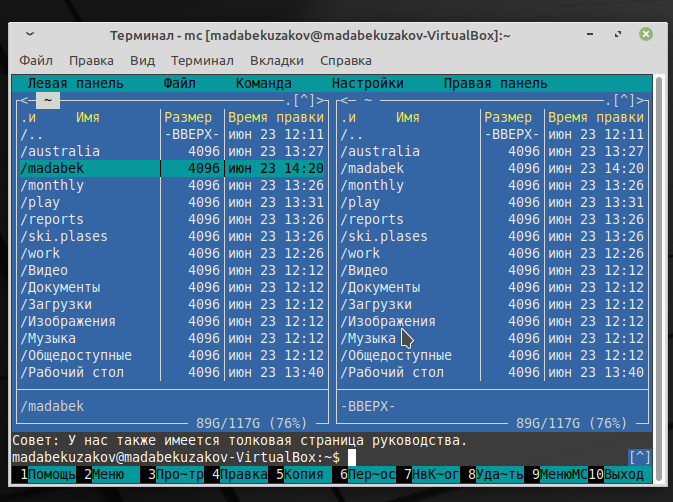 Терминал - mc [madabekuzakov@madabekuzakov-VirtualBox]:~
Файл Правка Вид Терминал Вкладки Справка
Левая панель Файл Команда Настройки Правая панель
<- ~ .[^]> <- ~ .[^]>
.и Имя Размер Время правки .и Имя Размер Время правки
/.. -ВВЕРХ- июн 23 12:11 /.. -ВВЕРХ- июн 23 12:11
/australia 4096 июн 23 13:27 /australia 4096 июн 23 13:27
/madabek 4096 июн 23 14:20 /madabek 4096 июн 23 14:20
/monthly 4096 июн 23 13:26 /monthly 4096 июн 23 13:26
/play 4096 июн 23 13:31 /play 4096 июн 23 13:31
/reports 4096 июн 23 13:26 /reports 4096 июн 23 13:26
/ski.plases 4096 июн 23 13:26 /ski.plases 4096 июн 23 13:26
/work 4096 июн 23 12:26 /work 4096 июн 23 12:26
/Видео 4096 июн 23 12:12 /Видео 4096 июн 23 12:12
/Документы 4096 июн 23 12:12 /Документы 4096 июн 23 12:12
/Загрузки 4096 июн 23 12:12 /Загрузки 4096 июн 23 12:12
/Изображения 4096 июн 23 12:12 /Изображения 4096 июн 23 12:12
/Музыка 4096 июн 23 12:12 /Музыка 4096 июн 23 12:12
/Общедоступные 4096 июн 23 12:12 /Общедоступные 4096 июн 23 12:12
/Рабочий стол 4096 июн 23 13:40 /Рабочий стол 4096 июн 23 13:40
/madabek -ВВЕРХ-
89G/117G (76%) 89G/117G (76%)
Совет: У нас также имеется толковая страница руководства.
madabekuzakov@madabekuzakov-VirtualBox:~$ [^]
1Помощь 2Меню 3Про~тр 4Правка 5Копия 6Пер~ос 7НвК~ог 8Уда~ть 9МенюМС 10Выход